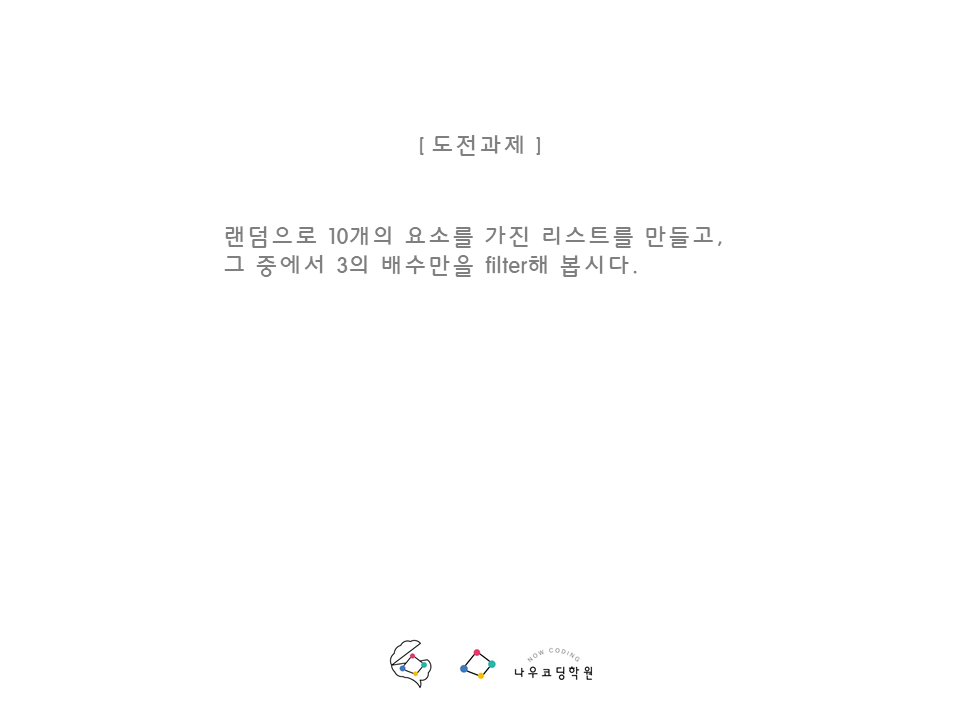 [ 도전과제 ]
랜덤으로 10개의 요소를 가진 리스트를 만들고,
그 중에서 3의 배수만을 filter해 봅시다.
NOW CODING
나우코딩학원